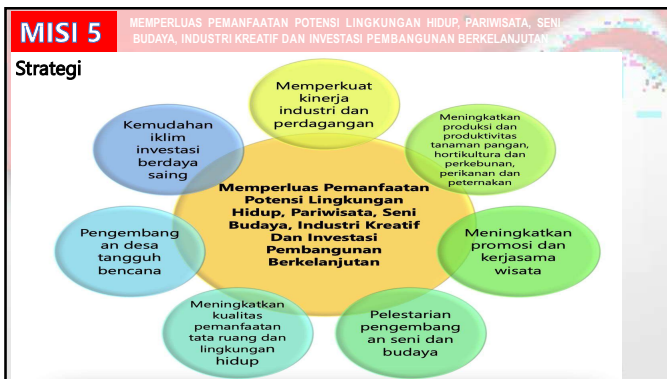 MISI 5
MEMPERLUAS PEMANFAATAN POTENSI LINGKUNGAN HIDUP, PARIWISATA, SENI
BUDAYA, INDUSTRI KREATIF DAN INVESTASI PEMBANGUNAN BERKELANJUTAN
Strategi
Memperkuat
kinerja
industri dan
perdagangan
Meningkatkan
produksi dan
produktivitas
tanaman pangan,
hortikultura dan
perkebunan,
perikanan dan
peternakan
Meningkatkan
promosi dan
kerjasama
wisata
Pelestarian
pengembang
an seni dan
budaya
Meningkatkan
kualitas
pemanfaatan
tata ruang dan
lingkungan
hidup
Pengembang
an desa
tangguh
bencana
Kemudahan
iklim
investasi
berdaya
saing
Memperluas Pemanfaatan
Potensi Lingkungan
Hidup, Pariwisata, Seni
Budaya, Industri Kreatif
Dan Investasi
Pembangunan
Berkelanjutan